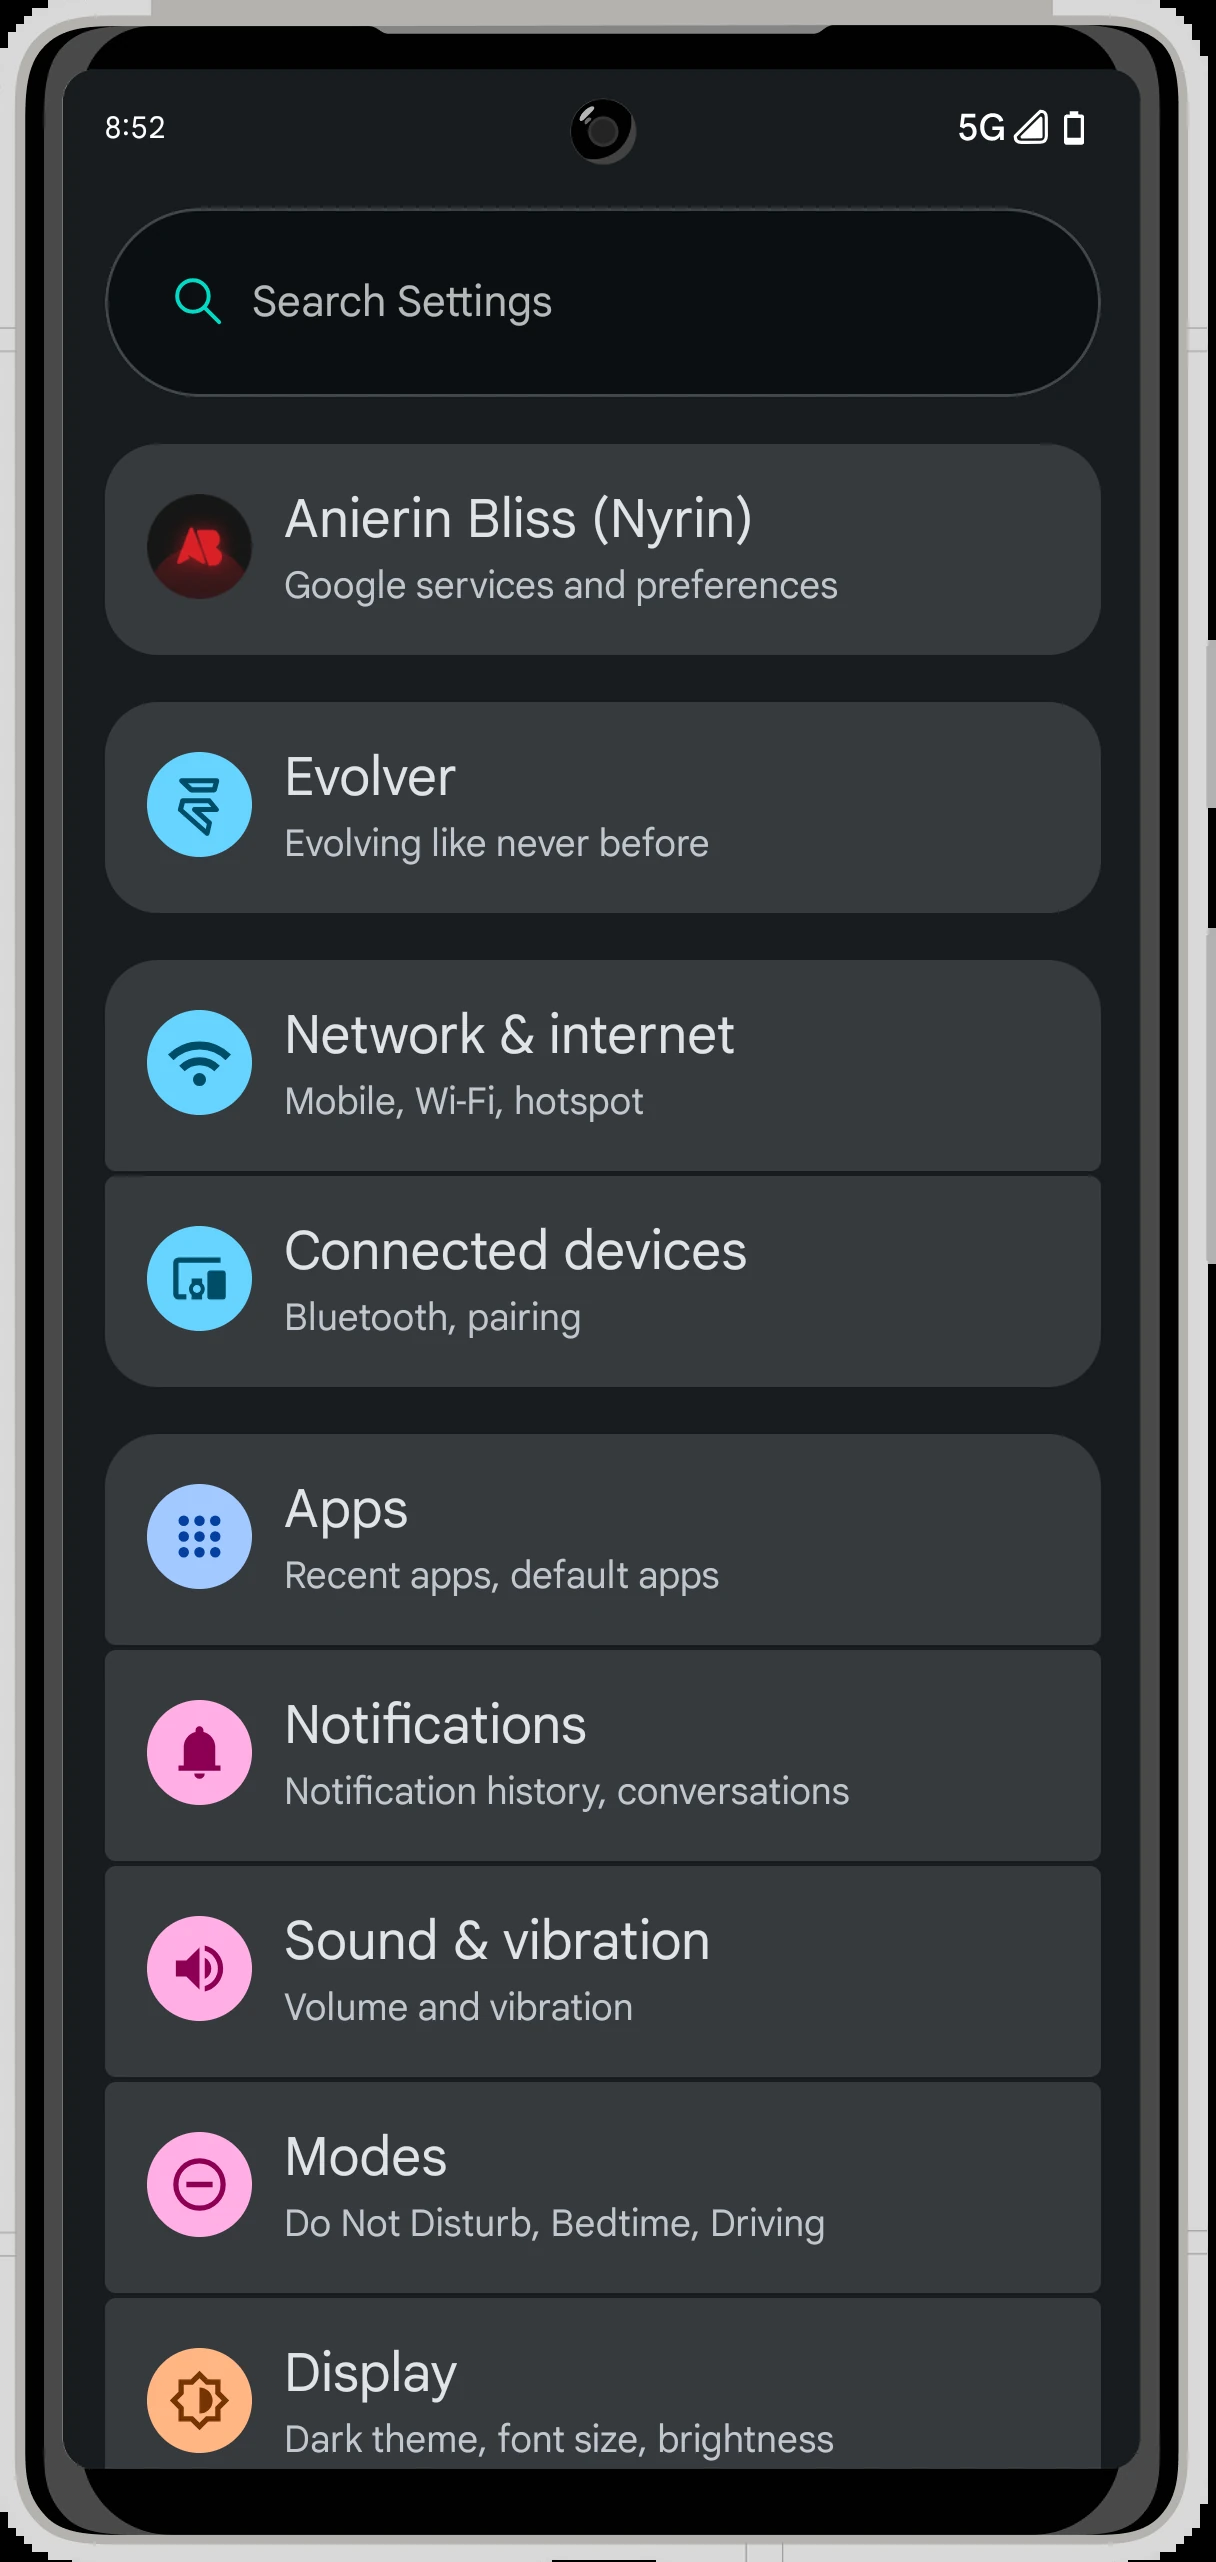 8:52
5G
Search Settings
AB
Anierin Bliss (Nyrin)
Google services and preferences
Evolver
Evolving like never before
Network & internet
Mobile, Wi-Fi, hotspot
Connected devices
Bluetooth, pairing
Apps
Recent apps, default apps
Notifications
Notification history, conversations
Sound & vibration
Volume and vibration
Modes
Do Not Disturb, Bedtime, Driving
Display
Dark theme, font size, brightness